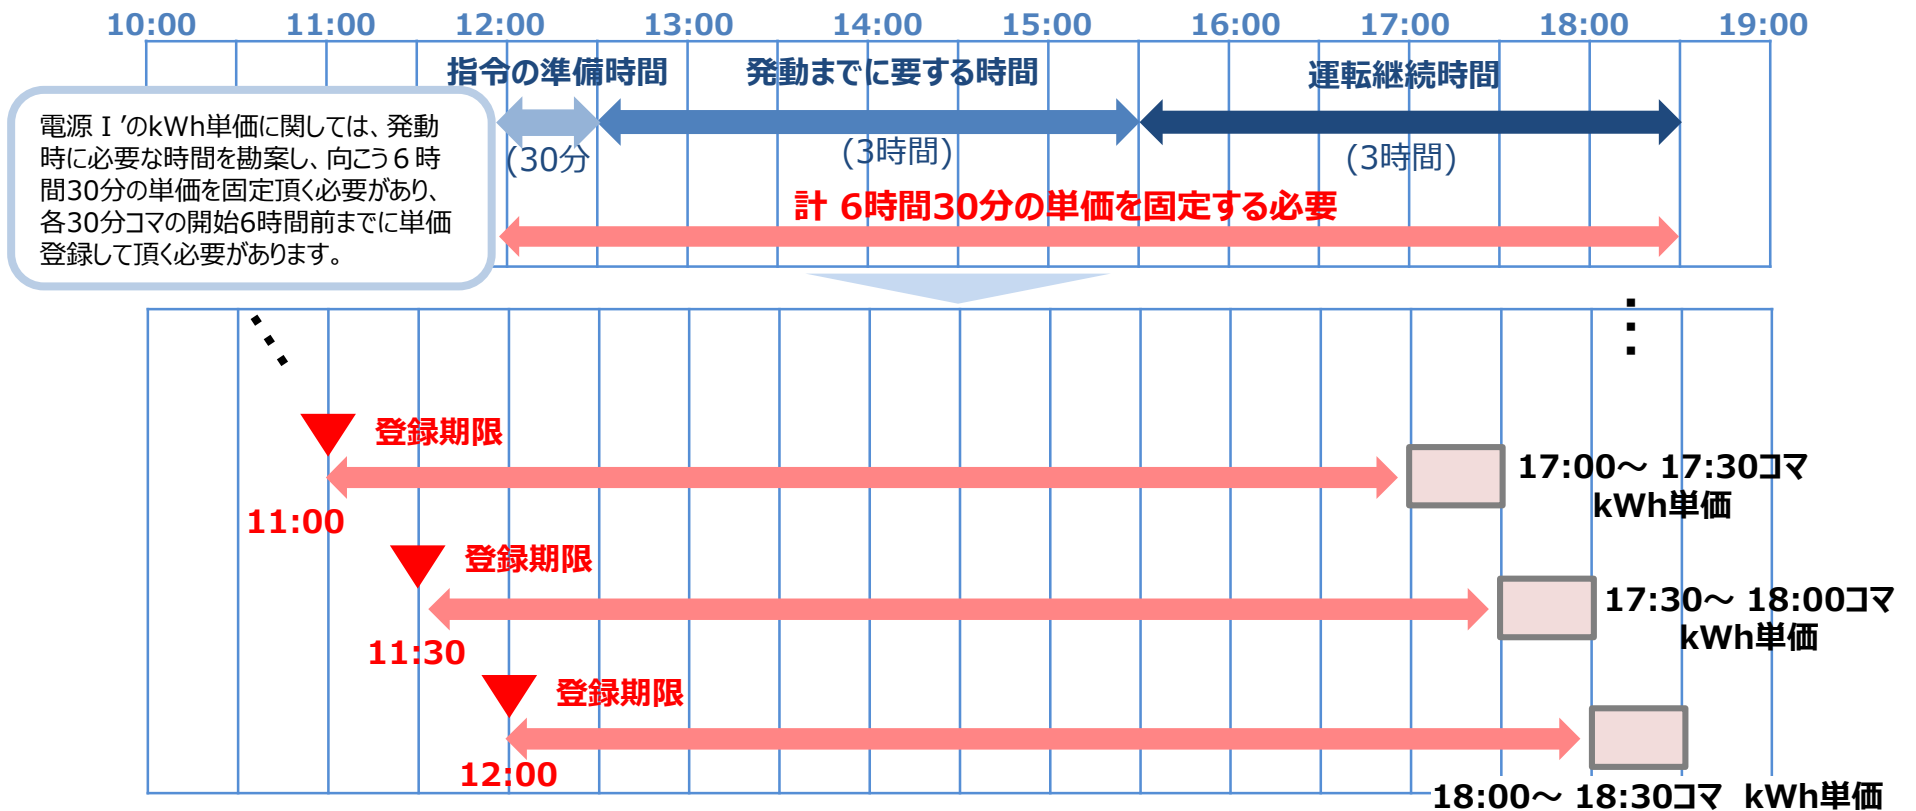 10:00 11:00 12:00 13:00 14:00 15:00 16:00 17:00 18:00 19:00
指令の準備時間 発動までに要する時間 運転継続時間
(30分 (3時間) (3時間)
電源Ⅰ’のkWh単価に関しては、発動
時に必要な時間を勘案し、向こう6時
間30分の単価を固定頂く必要があり、
各30分コマの開始6時間前までに単価
登録して頂く必要があります。
計 6時間30分の単価を固定する必要
登録期限
11:00
17:00～ 17:30コマ
kWh単価
登録期限
11:30
17:30～ 18:00コマ
kWh単価
登録期限
12:00
18:00～ 18:30コマ kWh単価